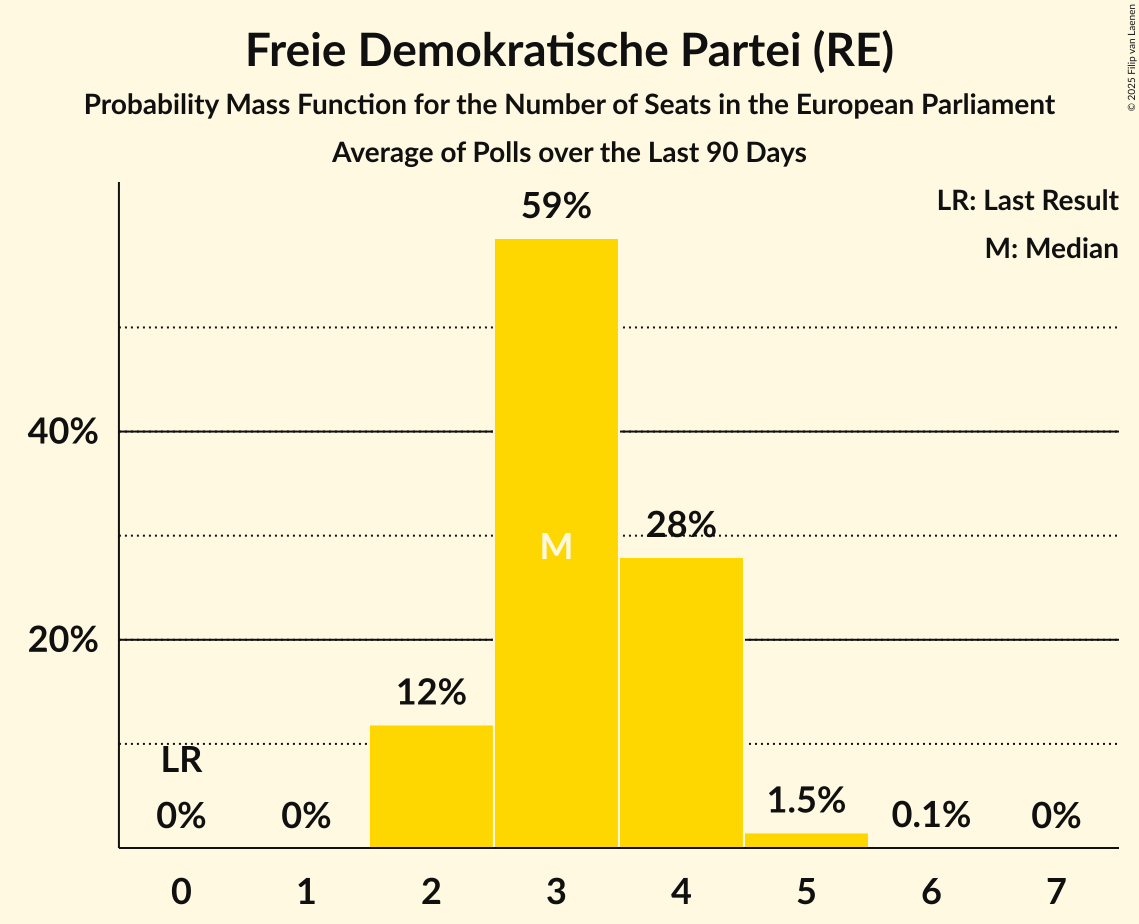 Freie Demokratische Partei (RE)
Probability Mass Function for the Number of Seats in the European Parliament
Average of Polls over the Last 90 Days
© 2025 Filip van Laenen
LR: Last Result
M: Median
59%
40%
28%
M
20%
12%
LR
0%
0%
1.5%
0.1%
0%
0 1 2 3 4 5 6 7